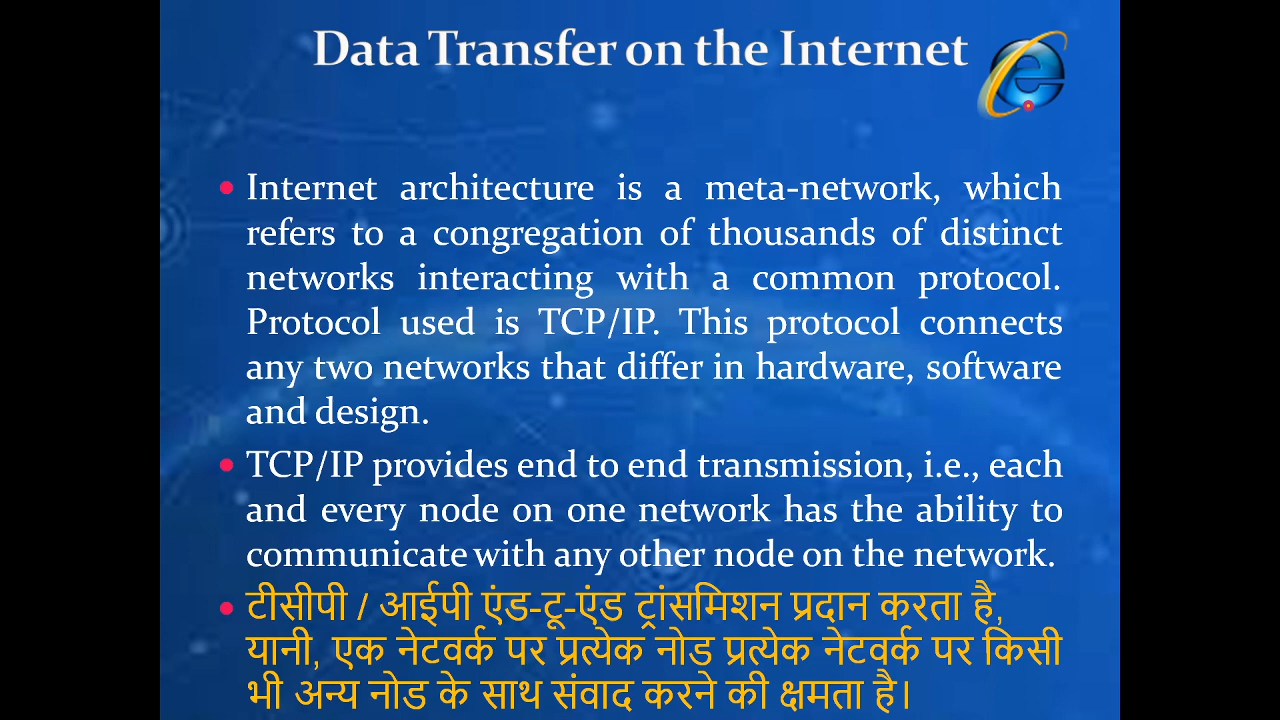 Data Transfer on the Internet
Internet architecture is a meta-network, which
refers to a congregation of thousands of distinct
networks interacting with a common protocol.
Protocol used is TCP/IP. This protocol connects
any two networks that differ in hardware, software
and design.
TCP/IP provides end to end transmission, i.e., each
and every node on one network has the ability to
communicate with any other node on the network.
टीसीपी / आईपी एंड-टू-एंड ट्रांसमिशन प्रदान करता है,
यानी, एक नेटवर्क पर प्रत्येक नोड प्रत्येक नेटवर्क पर किसी
भी अन्य नोड के साथ संवाद करने की क्षमता है।